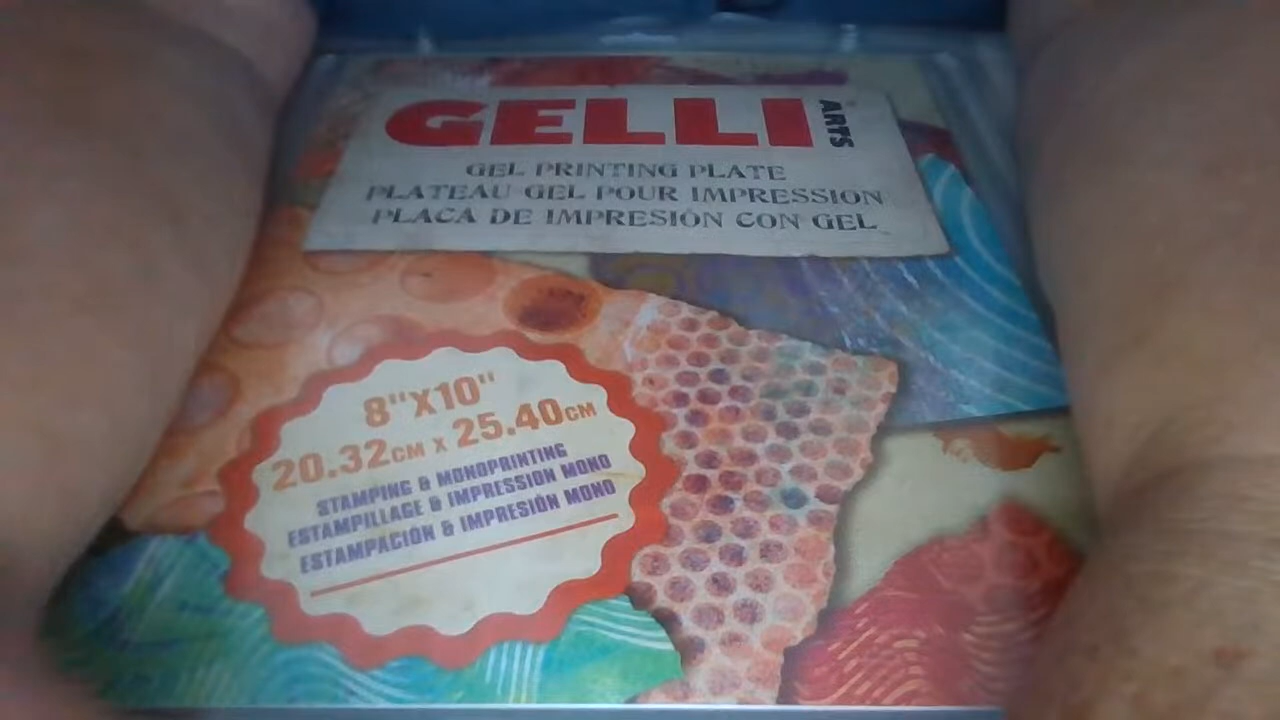 GELLI ARTS
GEL PRINTING PLATE
PLATEAU GEL POUR IMPRESSION
PLACA DE IMPRESIÓN CON GEL
8"X10"
20.32CM X 25.40CM
STAMPING & MONOPRINTING
ESTAMPILLAGE & IMPRESSION MONO
ESTAMPACIÓN & IMPRESIÓN MONO